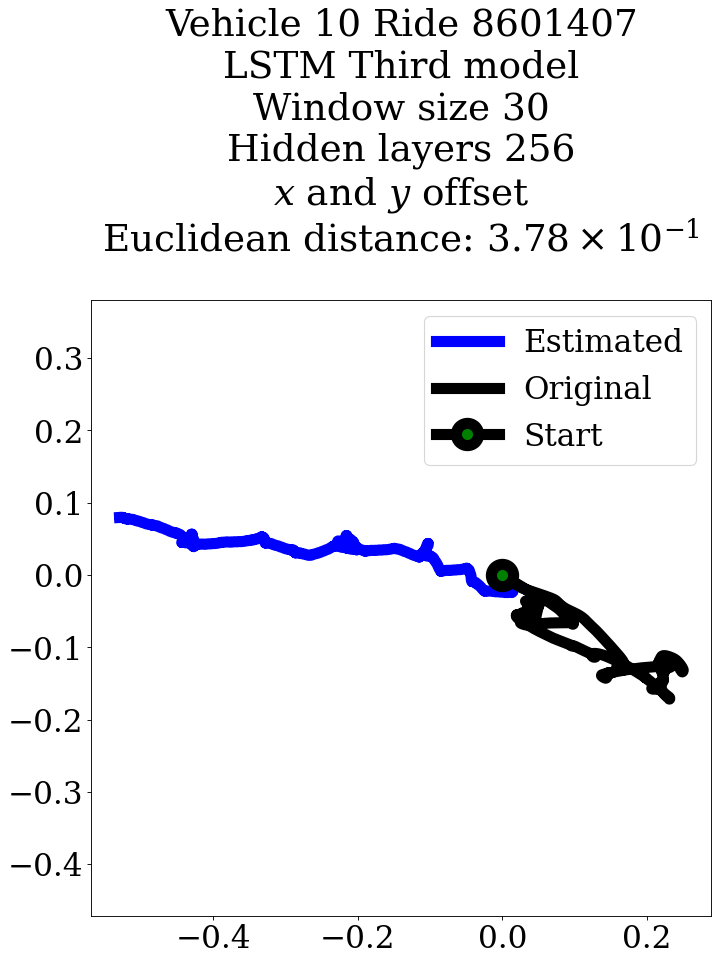 Vehicle 10 Ride 8601407
LSTM Third model
Window size 30
Hidden layers 256
x and y offset
Euclidean distance: 3.78 × 10⁻¹
Estimated
Original
Start
0.3
0.2
0.1
0.0
−0.1
−0.2
−0.3
−0.4
−0.4 −0.2 0.0 0.2